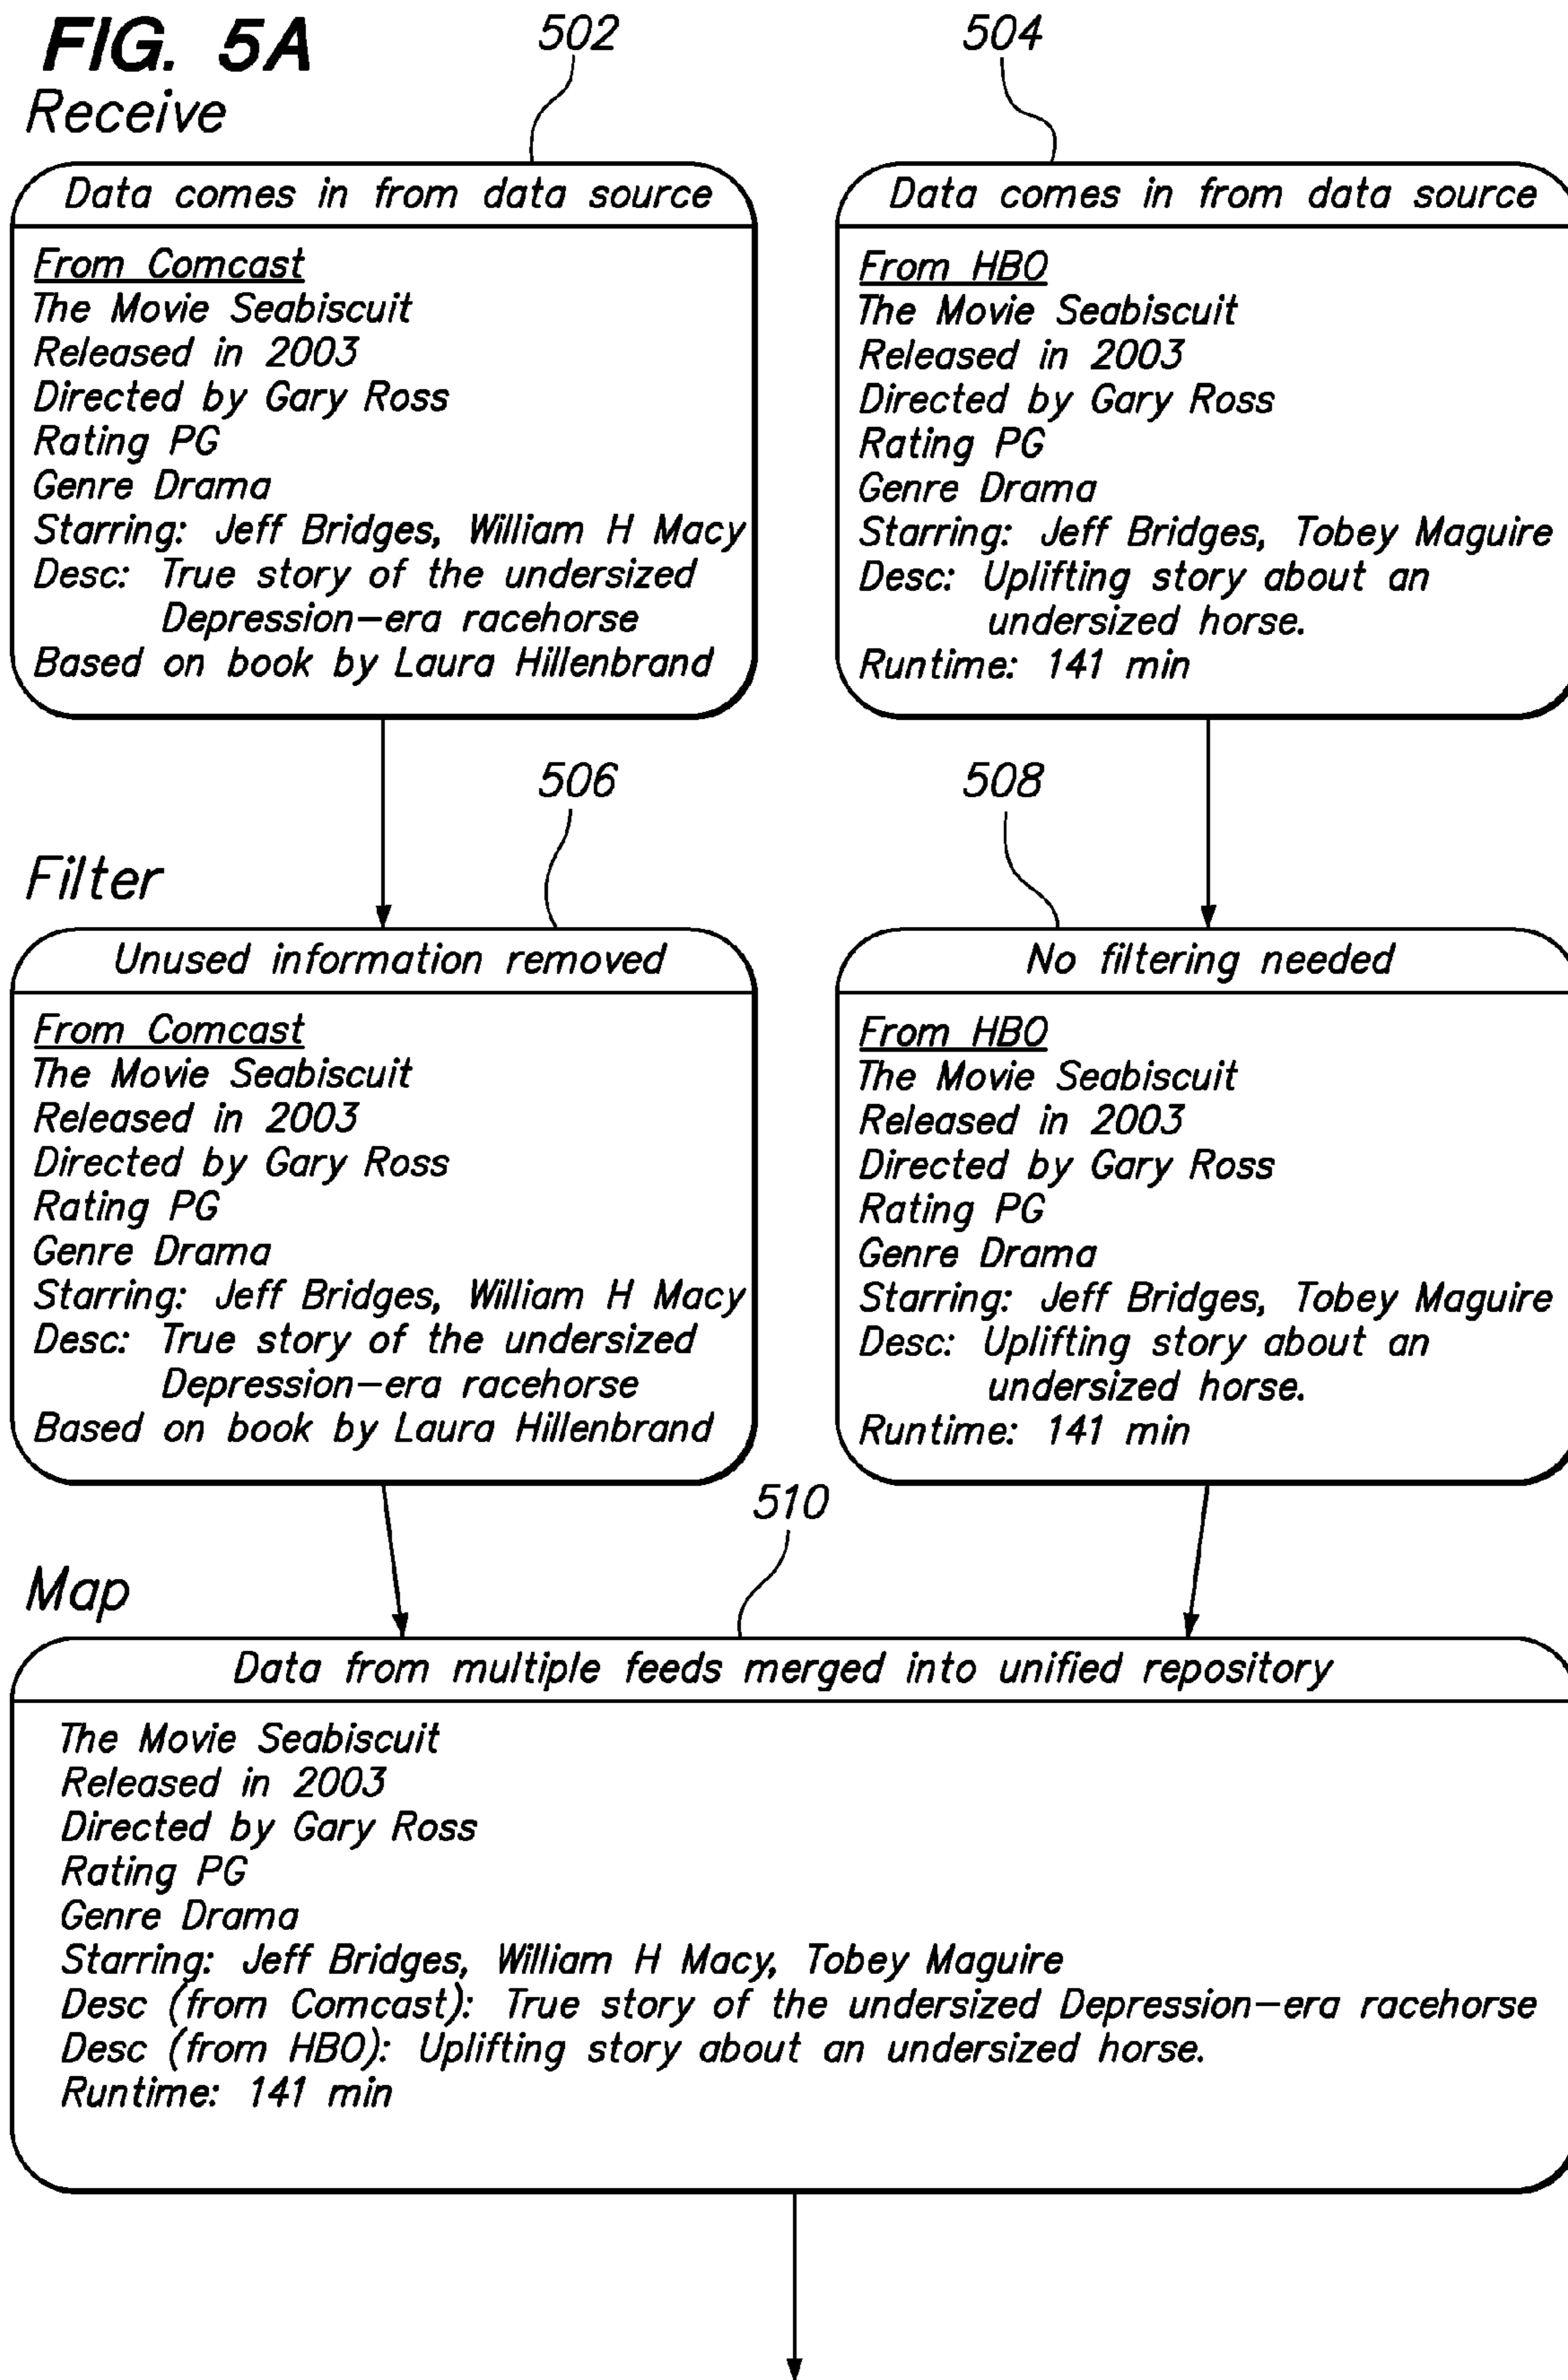 FIG. 5A
Receive
502
504
Data comes in from data source
From Comcast
The Movie Seabiscuit
Released in 2003
Directed by Gary Ross
Rating PG
Genre Drama
Starring: Jeff Bridges, William H Macy
Desc: True story of the undersized
Depression-era racehorse
Based on book by Laura Hillenbrand
Data comes in from data source
From HBO
The Movie Seabiscuit
Released in 2003
Directed by Gary Ross
Rating PG
Genre Drama
Starring: Jeff Bridges, Tobey Maguire
Desc: Uplifting story about an
undersized horse.
Runtime: 141 min
Filter
506
508
Unused information removed
From Comcast
The Movie Seabiscuit
Released in 2003
Directed by Gary Ross
Rating PG
Genre Drama
Starring: Jeff Bridges, William H Macy
Desc: True story of the undersized
Depression-era racehorse
Based on book by Laura Hillenbrand
No filtering needed
From HBO
The Movie Seabiscuit
Released in 2003
Directed by Gary Ross
Rating PG
Genre Drama
Starring: Jeff Bridges, Tobey Maguire
Desc: Uplifting story about an
undersized horse.
Runtime: 141 min
Map
510
Data from multiple feeds merged into unified repository
The Movie Seabiscuit
Released in 2003
Directed by Gary Ross
Rating PG
Genre Drama
Starring: Jeff Bridges, William H Macy, Tobey Maguire
Desc (from Comcast): True story of the undersized Depression-era racehorse
Desc (from HBO): Uplifting story about an undersized horse.
Runtime: 141 min